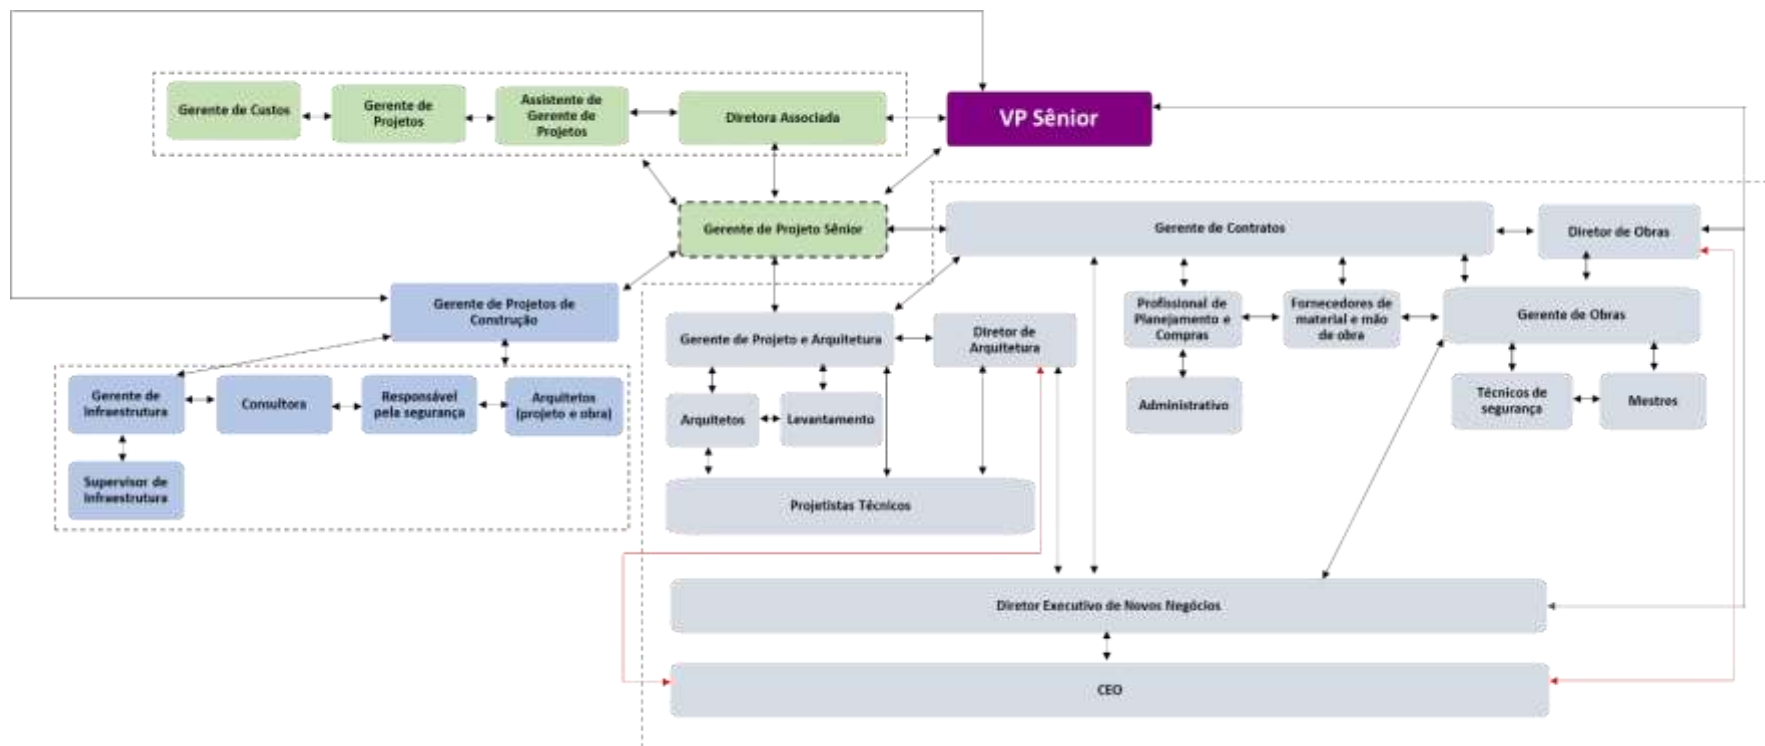 Gerente de Custos
Gerente de
Projetos
Assistente de
Gerente de
Projetos
Diretora Associada
VP Sênior
Gerente de Projeto Sênior
Gerente de Contratos
Diretor de Obras
Gerente de Projetos de
Construção
Profissional de
Planejamento e
Compras
Fornecedores de
material e mão
de obra
Gerente de Obras
Gerente de Projeto e Arquitetura
Diretor de
Arquitetura
Gerente de
Infraestrutura
Consultora
Responsável
pela segurança
Arquitetos
(projeto e obra)
Arquitetos
Levantamento
Administrativo
Técnicos de
segurança
Mestres
Supervisor de
Infraestrutura
Projetistas Técnicos
Diretor Executivo de Novos Negócios
CEO